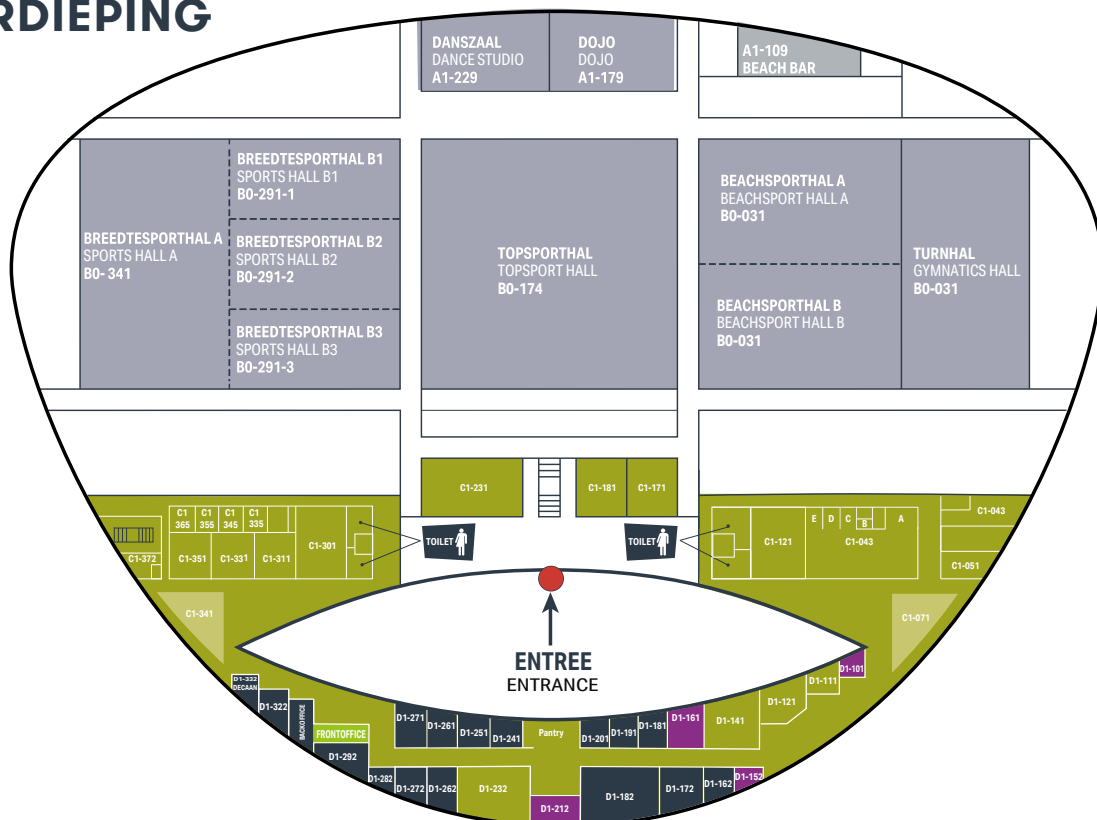 RDIEPING
DANSZAAL
DANCE STUDIO
A1-229
DOJO
DOJO
A1-179
A1-109
BEACH BAR
BREEDTESPORTHAL A
SPORTS HALL A
B0- 341
BREEDTESPORTHAL B1
SPORTS HALL B1
B0-291-1
BREEDTESPORTHAL B2
SPORTS HALL B2
B0-291-2
BREEDTESPORTHAL B3
SPORTS HALL B3
B0-291-3
TOPSPORTHAL
TOPSPORT HALL
B0-174
BEACHSPORTHAL A
BEACHSPORT HALL A
B0-031
BEACHSPORTHAL B
BEACHSPORT HALL B
B0-031
TURNHAL
GYMNATICS HALL
B0-031
C1-231
C1-181
C1-171
C1
365
C1
355
C1
345
C1
335
C1-372
C1-351
C1-331
C1-311
C1-301
TOILET
TOILET
C1-121
E
D
C
B
A
C1-043
C1-043
C1-051
C1-341
C1-071
ENTREE
ENTRANCE
D1-332
DECAAN
D1-322
BACKOFFICE
FRONTOFFICE
D1-292
D1-282
D1-271
D1-261
D1-251
D1-241
Pantry
D1-201
D1-191
D1-181
D1-161
D1-141
D1-121
D1-111
D1-101
D1-272
D1-262
D1-232
D1-212
D1-182
D1-172
D1-162
D1-152